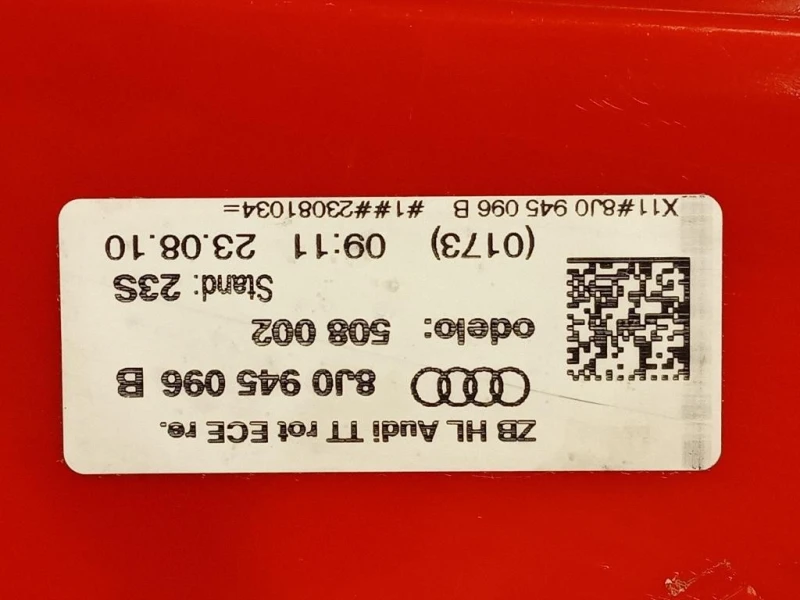 ZB HL Audi TT rot ECE re.
8J0 945 096 B
odelo: 508 002
Stand: 23S
(0173) 09:11 23.08.10
X11#8J0 945 096 B #1##23081034=